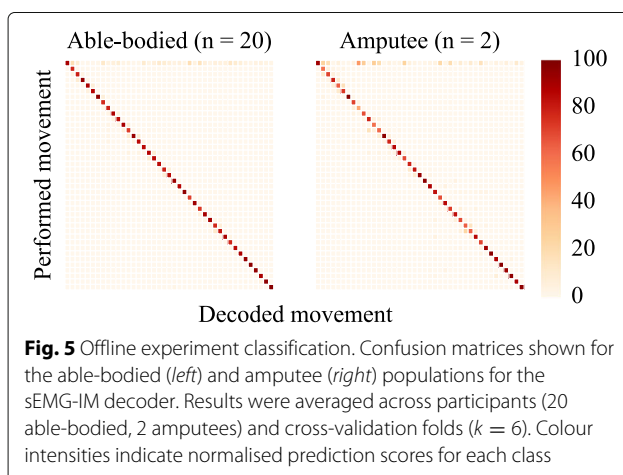 Able-bodied (n = 20)
Amputee (n = 2)
Performed movement
Decoded movement
100
80
60
40
20
0
Fig. 5 Offline experiment classification. Confusion matrices shown for
the able-bodied (left) and amputee (right) populations for the
sEMG-IM decoder. Results were averaged across participants (20
able-bodied, 2 amputees) and cross-validation folds (k = 6). Colour
intensities indicate normalised prediction scores for each class